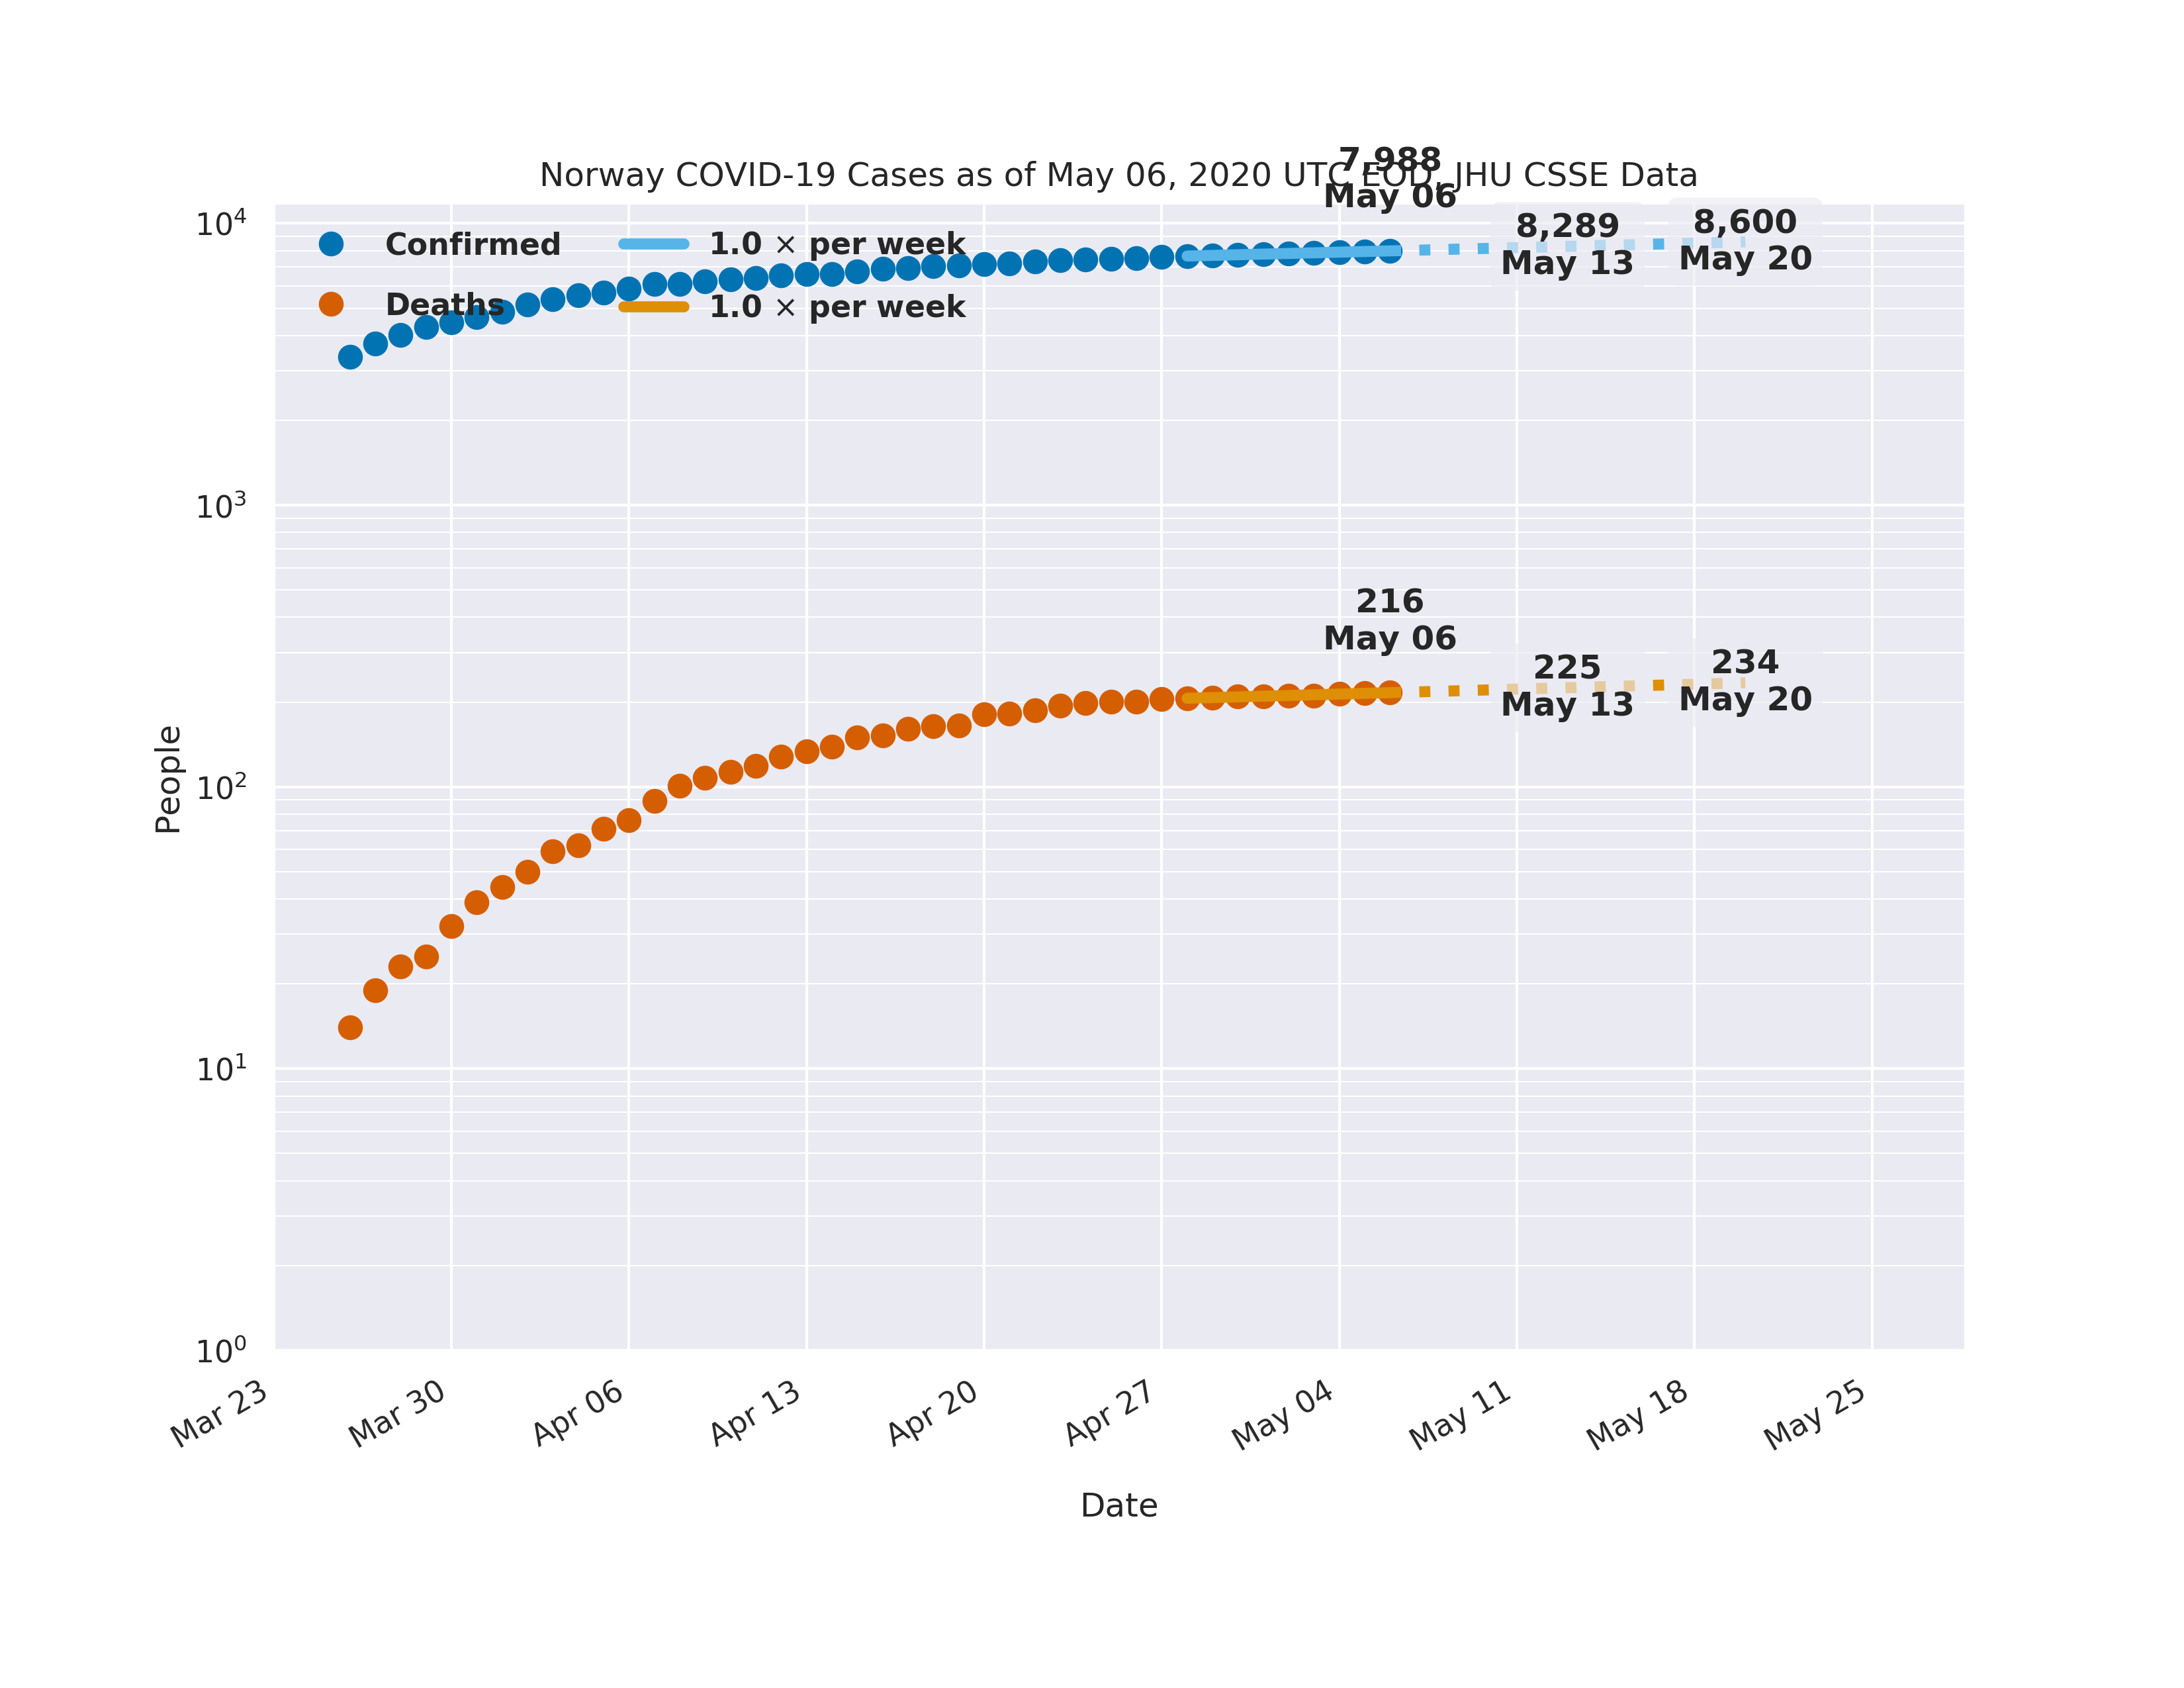 7,988
Norway COVID-19 Cases as of May 06, 2020 UTC EOD, JHU CSSE Data
May 06
Confirmed
1.0 × per week
Deaths
1.0 × per week
8,289
May 13
8,600
May 20
216
May 06
225
May 13
234
May 20
People
10⁴
10³
10²
10¹
10⁰
Mar 23
Mar 30
Apr 06
Apr 13
Apr 20
Apr 27
May 04
May 11
May 18
May 25
Date